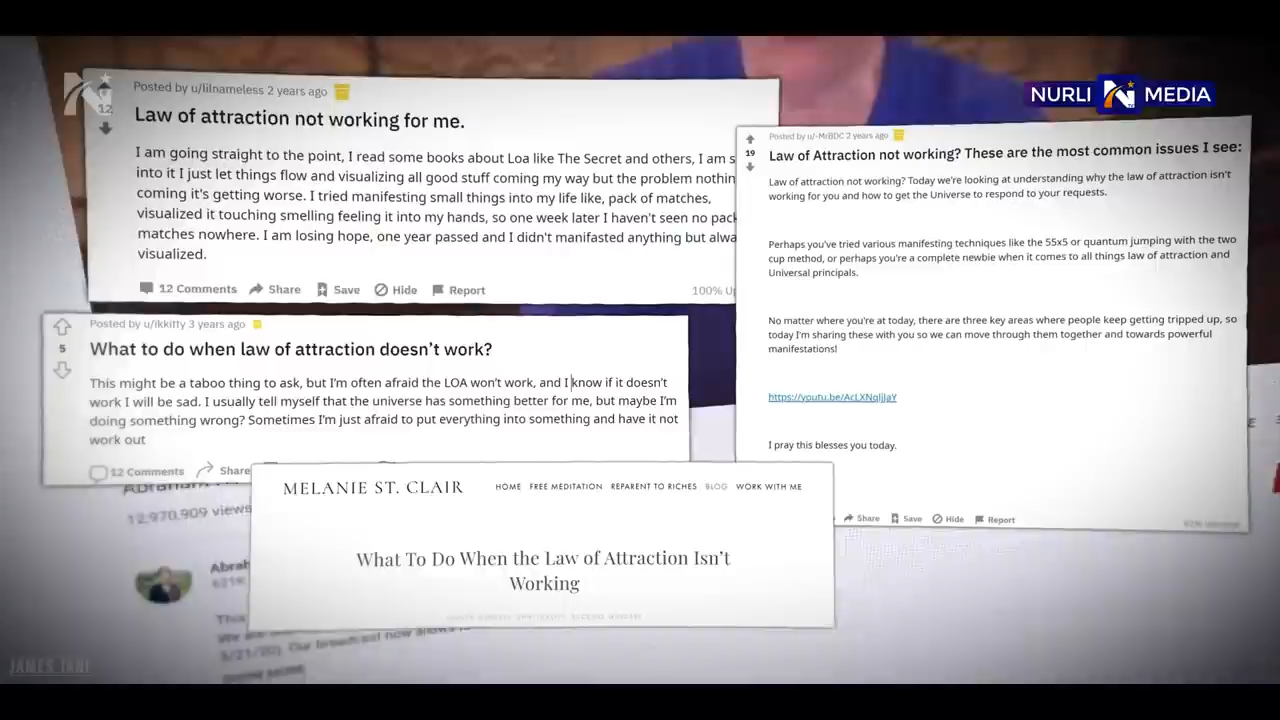 NURLI N MEDIA
Posted by u/lilnameless 2 years ago
12
Law of attraction not working for me.
I am going straight to the point, I read some books about Loa like The Secret and others, I am s
into it I just let things flow and visualizing all good stuff coming my way but the problem nothin
coming it's getting worse. I tried manifesting small things into my life like, pack of matches,
visualized it touching smelling feeling it into my hands, so one week later I haven't seen no pack
matches nowhere. I am losing hope, one year passed and I didn't manifasted anything but alwa
visualized.
12 Comments Share Save Hide Report 100% Up
Posted by u/-MrBDC 2 years ago
19
Law of Attraction not working? These are the most common issues I see:
Law of attraction not working? Today we're looking at understanding why the law of attraction isn't
working for you and how to get the Universe to respond to your requests.
Perhaps you've tried various manifesting techniques like the 55x5 or quantum jumping with the two
cup method, or perhaps you're a complete newbie when it comes to all things law of attraction and
Universal principals.
No matter where you're at today, there are three key areas where people keep getting tripped up, so
today I'm sharing these with you so we can move through them together and towards powerful
manifestations!
I pray this blesses you today.
Share Save Hide Report
Posted by u/ikkitty 3 years ago
5
What to do when law of attraction doesn't work?
This might be a taboo thing to ask, but I'm often afraid the LOA won't work, and I know if it doesn't
work I will be sad. I usually tell myself that the universe has something better for me, but maybe I'm
doing something wrong? Sometimes I'm just afraid to put everything into something and have it not
work out
12 Comments Share
MELANIE ST. CLAIR HOME FREE MEDITATION REPARENT TO RICHES BLOG WORK WITH ME
What To Do When the Law of Attraction Isn't
Working
12,970,909 views
Abrah
JAMES JANI